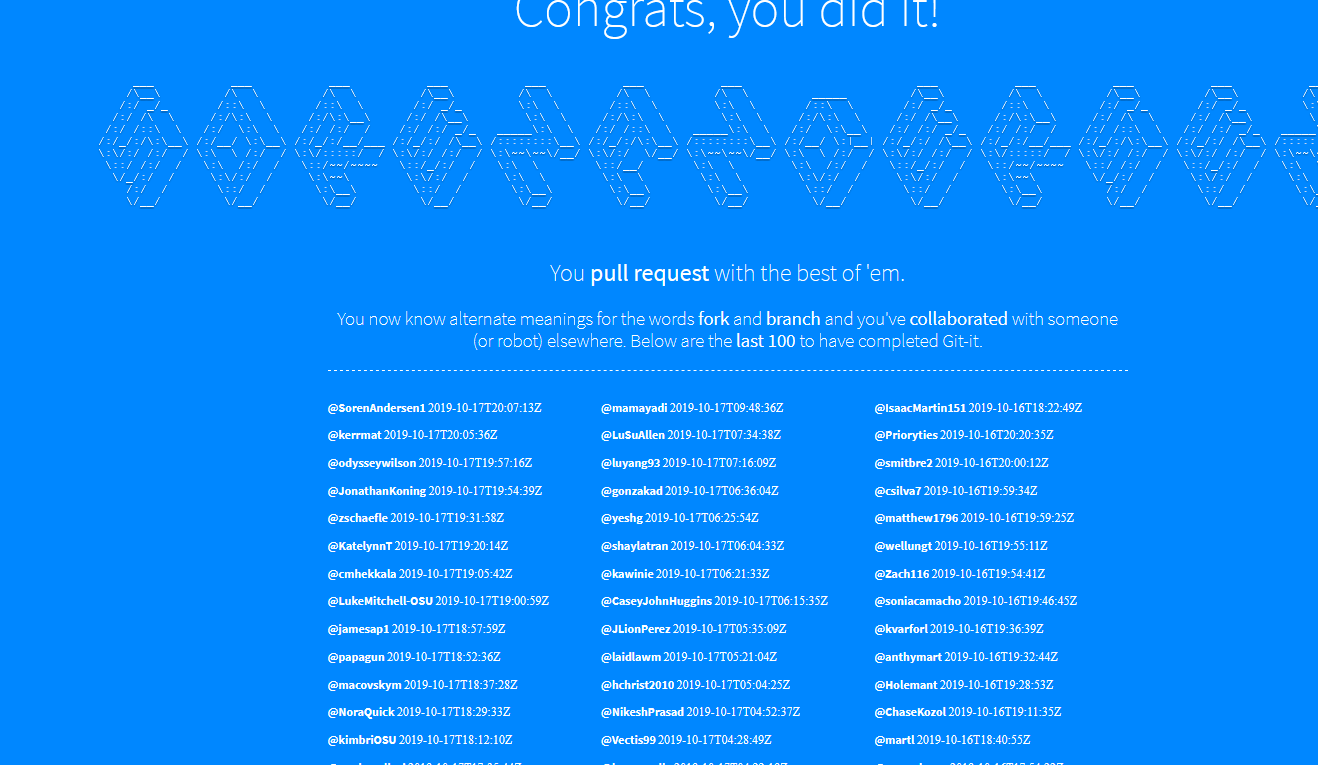 Congrats, you did it!
You pull request with the best of 'em.
You now know alternate meanings for the words fork and branch and you've collaborated with someone
(or robot) elsewhere. Below are the last 100 to have completed Git-it.
@SorenAndersen1 2019-10-17T20:07:13Z
@kerrmat 2019-10-17T20:05:36Z
@odysseywilson 2019-10-17T19:57:16Z
@JonathanKoning 2019-10-17T19:54:39Z
@zschaefle 2019-10-17T19:31:58Z
@KatelynnT 2019-10-17T19:20:14Z
@cmhekkala 2019-10-17T19:05:42Z
@LukeMitchell-OSU 2019-10-17T19:00:59Z
@jamesap1 2019-10-17T18:57:59Z
@papagun 2019-10-17T18:52:36Z
@macovskym 2019-10-17T18:37:28Z
@NoraQuick 2019-10-17T18:29:33Z
@kimbriOSU 2019-10-17T18:12:10Z
@mamayadi 2019-10-17T09:48:36Z
@LuSuAllen 2019-10-17T07:34:38Z
@luyang93 2019-10-17T07:16:09Z
@gonzakad 2019-10-17T06:36:04Z
@yeshg 2019-10-17T06:25:54Z
@shaylatran 2019-10-17T06:04:33Z
@kawinie 2019-10-17T06:21:33Z
@CaseyJohnHuggins 2019-10-17T06:15:35Z
@JLionPerez 2019-10-17T05:35:09Z
@laidlawm 2019-10-17T05:21:04Z
@hchrist2010 2019-10-17T05:04:25Z
@NikeshPrasad 2019-10-17T04:52:37Z
@Vectis99 2019-10-17T04:28:49Z
@IsaacMartin151 2019-10-16T18:22:49Z
@Prioryties 2019-10-16T20:20:35Z
@smitbre2 2019-10-16T20:00:12Z
@csilva7 2019-10-16T19:59:34Z
@matthew1796 2019-10-16T19:59:25Z
@wellungt 2019-10-16T19:55:11Z
@Zach116 2019-10-16T19:54:41Z
@soniacamacho 2019-10-16T19:46:45Z
@kvarforl 2019-10-16T19:36:39Z
@anthymart 2019-10-16T19:32:44Z
@Holemant 2019-10-16T19:28:53Z
@ChaseKozol 2019-10-16T19:11:35Z
@martl 2019-10-16T18:40:55Z